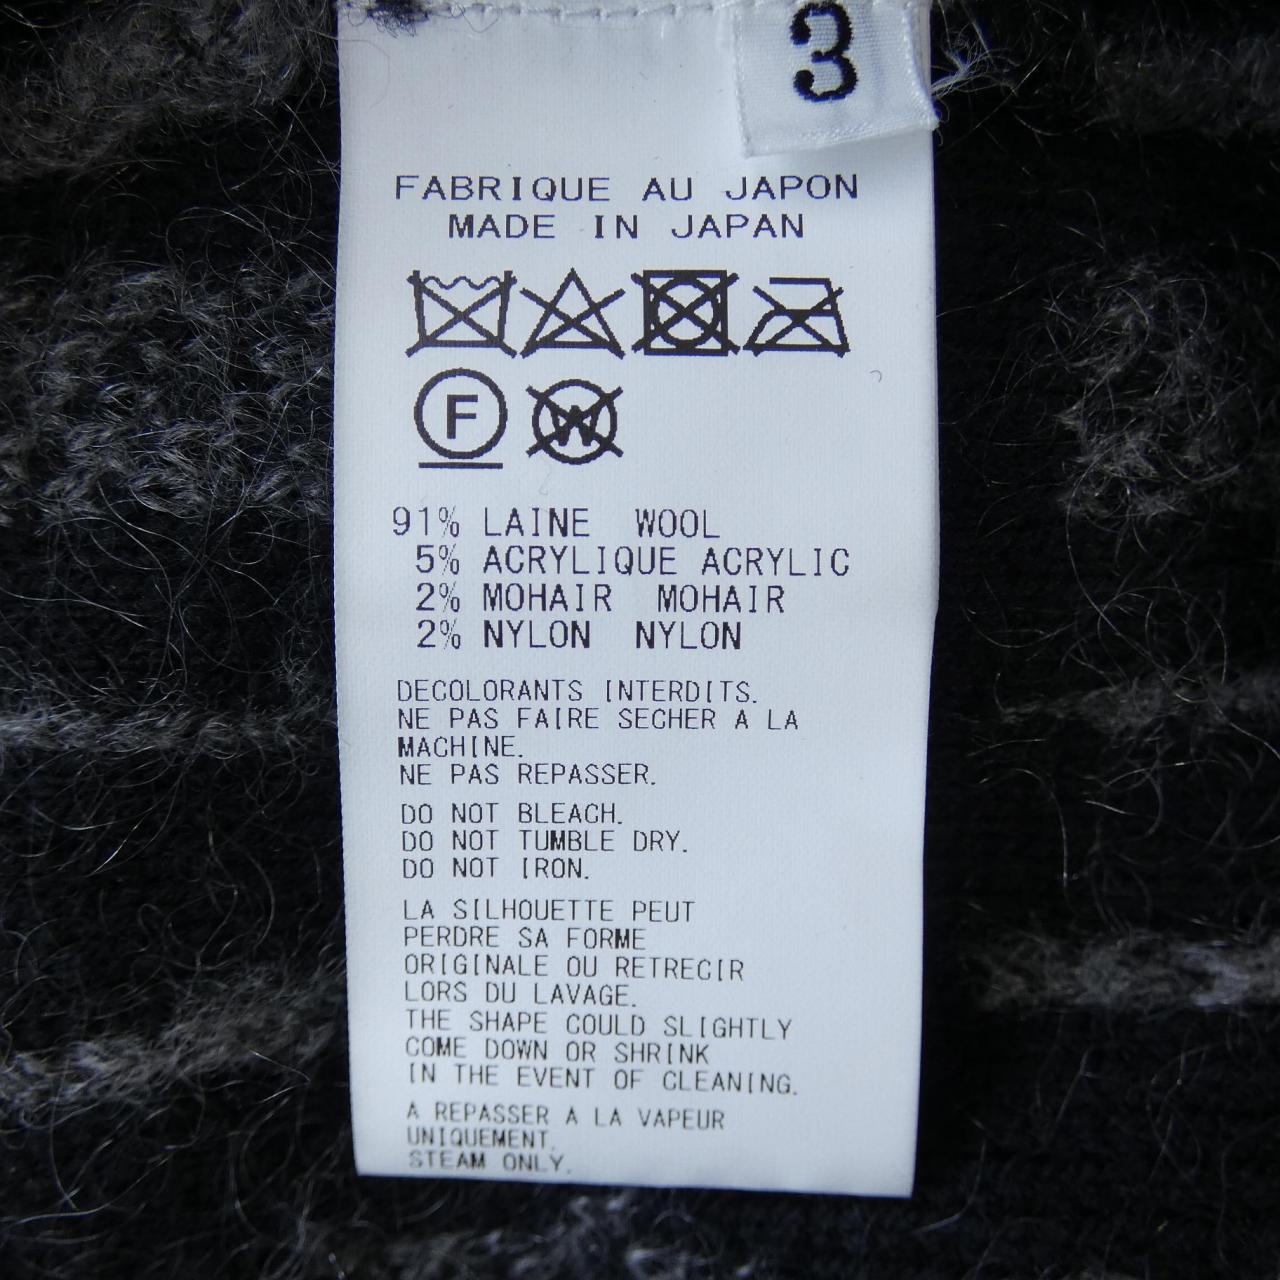 3
FABRIQUE AU JAPON
MADE IN JAPAN
F W
91% LAINE WOOL
5% ACRYLIQUE ACRYLIC
2% MOHAIR MOHAIR
2% NYLON NYLON
DECOLORANTS INTERDITS.
NE PAS FAIRE SECHER A LA
MACHINE.
NE PAS REPASSER.
DO NOT BLEACH.
DO NOT TUMBLE DRY.
DO NOT IRON.
LA SILHOUETTE PEUT
PERDRE SA FORME
ORIGINALE OU RETRECIR
LORS DU LAVAGE.
THE SHAPE COULD SLIGHTLY
COME DOWN OR SHRINK
IN THE EVENT OF CLEANING.
A REPASSER A LA VAPEUR
UNIQUEMENT.
STEAM ONLY.